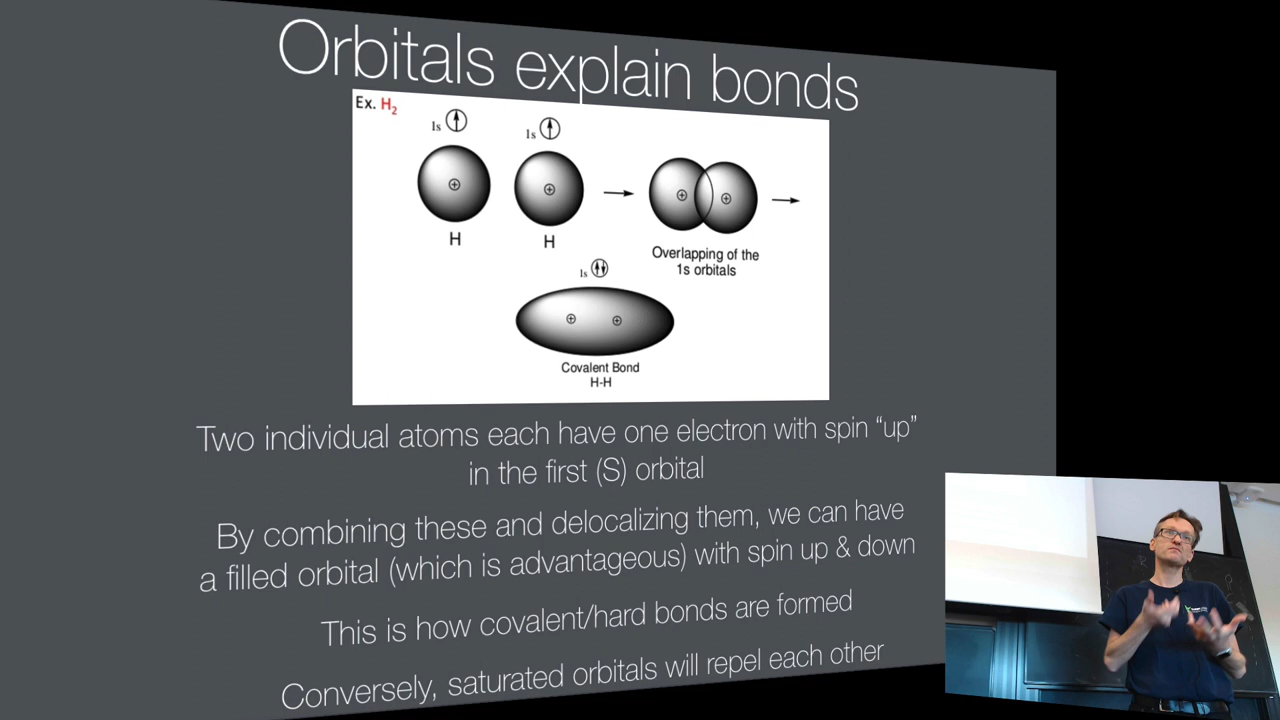 Orbitals explain bonds
Ex. H2
1s
1s
H
H
Overlapping of the
1s orbitals
1s
Covalent Bond
H-H
Two individual atoms each have one electron with spin “up”
in the first (S) orbital
By combining these and delocalizing them, we can have
a filled orbital (which is advantageous) with spin up & down
This is how covalent/hard bonds are formed
Conversely, saturated orbitals will repel each other